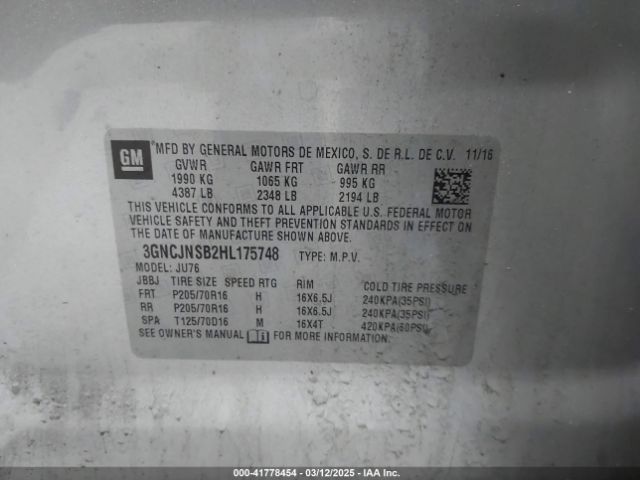 GM
MFD BY GENERAL MOTORS DE MEXICO, S. DE R.L. DE C.V. 11/16
GVWR GAWR FRT GAWR RR
1990 KG 1065 KG 995 KG
4387 LB 2348 LB 2194 LB
THIS VEHICLE CONFORMS TO ALL APPLICABLE U.S. FEDERAL MOTOR
VEHICLE SAFETY AND THEFT PREVENTION STANDARDS IN EFFECT ON
THE DATE OF MANUFACTURE SHOWN ABOVE.
3GNCJNSB2HL175748 TYPE: M.P.V.
MODEL: JU76
JBBJ TIRE SIZE SPEED RTG RIM COLD TIRE PRESSURE
FRT P205/70R16 H 16X6.5J 240KPA(35PSI)
RR P205/70R16 H 16X6.5J 240KPA(35PSI)
SPA T125/70D16 M 16X4T 420KPA(60PSI)
SEE OWNER'S MANUAL FOR MORE INFORMATION
000-41778454 - 03/12/2025 - IAA Inc.